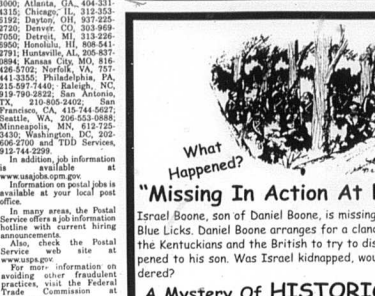 3000; Atlanta, GA, 404-331-
4315; Chicago, IL, 312-353-
6192; Dayton, OH, 937-225-
2720; Denver, CO, 303-969-
7050; Detroit, MI, 313-226-
6950; Honolulu, HI, 808-541-
2791; Huntsville, AL, 205-837-
0894; Kansas City, MO, 816-
426-5702; Norfolk, VA, 757-
441-3355; Philadelphia, PA,
215-597-7440; Raleigh, NC,
919-790-2822; San Antonio,
TX, 210-805-2402; San
Francisco, CA, 415-744-5627;
Seattle, WA, 206-553-0888;
Minneapolis, MN, 612-725-
3430; Washington, DC, 202-
606-2700 and TDD Services,
912-744-2299.
In addition, job information
is available at
www.usajobs.opm.gov.
Information on postal jobs is
available at your local post
office.
In many areas, the Postal
Service offers a job information
hotline with current hiring
announcements.
Also, check the Postal
Service web site at
www.usps.gov.
For more information on
avoiding other fraudulent
practices, visit the Federal
Trade Commission at
What
Happened?
"Missing In Action At
Israel Boone, son of Daniel Boone, is missing
Blue Licks. Daniel Boone arranges for a clan
the Kentuckians and the British to try to dis
pened to his son. Was Israel kidnapped, wou
dered?
A Mystery Of HISTORI